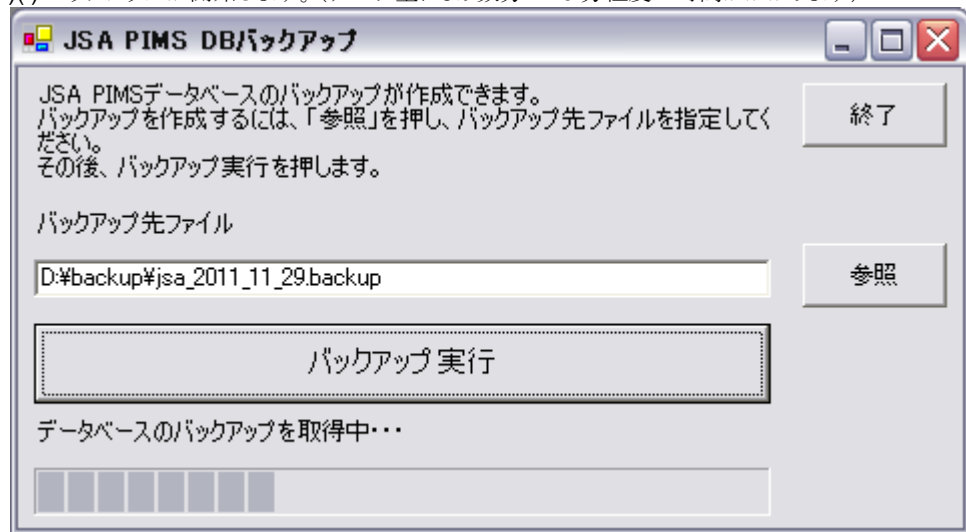 JSA PIMS DBバックアップ
JSA PIMSデータベースのバックアップが作成できます。
バックアップを作成するには、「参照」を押し、バックアップ先ファイルを指定してく
ださい。
その後、バックアップ実行を押します。
終了
バックアップ先ファイル
D:¥backup¥jsa_2011_11_29.backup
参照
バックアップ 実行
データベースのバックアップを取得中・・・